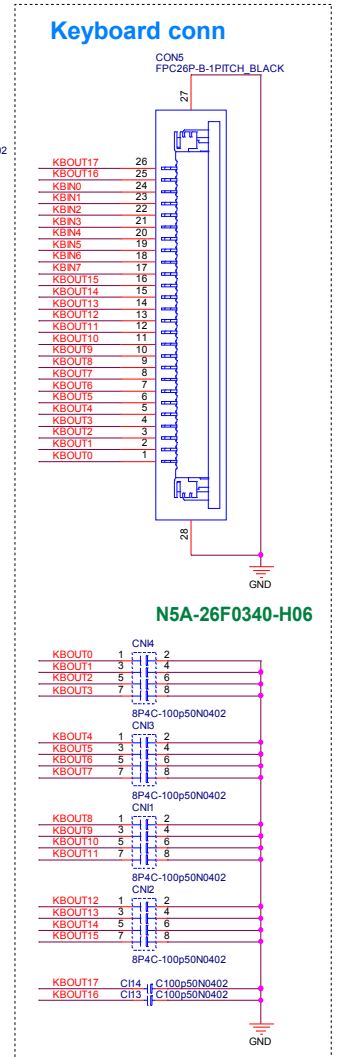 Keyboard conn
CON5
FPC26P-B-1PITCH_BLACK
27
02
KBOUT17 26
KBOUT16 25
KBIN0 24
KBIN1 23
KBIN2 22
KBIN3 21
KBIN4 20
KBIN5 19
KBIN6 18
KBIN7 17
KBOUT15 16
KBOUT14 15
KBOUT13 14
KBOUT12 13
KBOUT11 12
KBOUT10 11
KBOUT9 10
KBOUT8 9
KBOUT7 8
KBOUT6 7
KBOUT5 6
KBOUT4 5
KBOUT3 4
KBOUT2 3
KBOUT1 2
KBOUT0 1
28
GND
N5A-26F0340-H06
CNI4
KBOUT0 1 2
KBOUT1 3 4
KBOUT2 5 6
KBOUT3 7 8
8P4C-100p50N0402
CNI3
KBOUT4 1 2
KBOUT5 3 4
KBOUT6 5 6
KBOUT7 7 8
8P4C-100p50N0402
CNI1
KBOUT8 1 2
KBOUT9 3 4
KBOUT10 5 6
KBOUT11 7 8
8P4C-100p50N0402
CNI2
KBOUT12 1 2
KBOUT13 3 4
KBOUT14 5 6
KBOUT15 7 8
8P4C-100p50N0402
KBOUT17 CI14 C100p50N0402
KBOUT16 CI13 C100p50N0402
GND